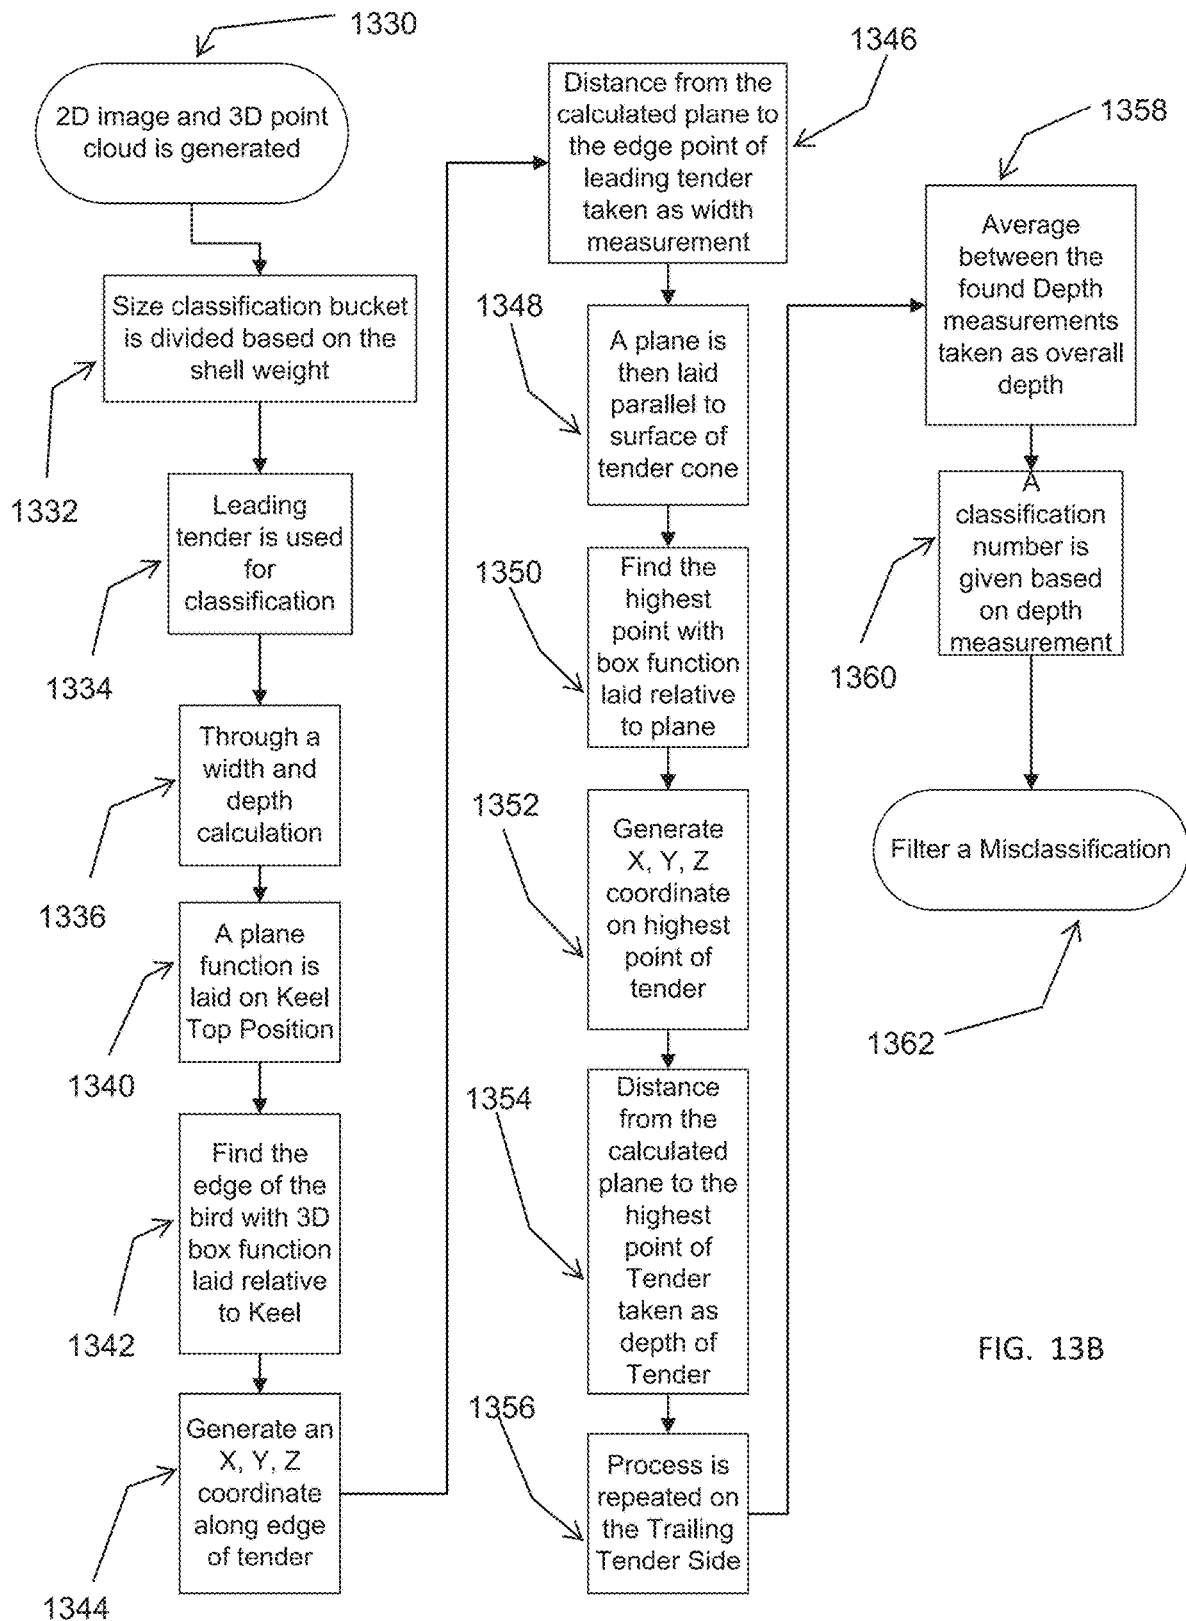 1330
2D image and 3D point
cloud is generated
Size classification bucket
is divided based on the
shell weight
1332
Leading
tender is used
for
classification
1334
Through a
width and
depth
calculation
1336
A plane
function is
laid on Keel
Top Position
1340
Find the
edge of the
bird with 3D
box function
laid relative
to Keel
1342
Generate an
X, Y, Z
coordinate
along edge
of tender
1344
1346
Distance from the
calculated plane to
the edge point of
leading tender
taken as width
measurement
1348
A plane is
then laid
parallel to
surface of
tender cone
1350
Find the
highest
point with
box function
laid relative
to plane
1352
Generate
X, Y, Z
coordinate
on highest
point of
tender
1354
Distance
from the
calculated
plane to the
highest
point of
Tender
taken as
depth of
Tender
1356
Process is
repeated on
the Trailing
Tender Side
1358
Average
between the
found Depth
measurements
taken as overall
depth
A
classification
number is
given based
on depth
measurement
1360
Filter a Misclassification
1362
FIG. 13B